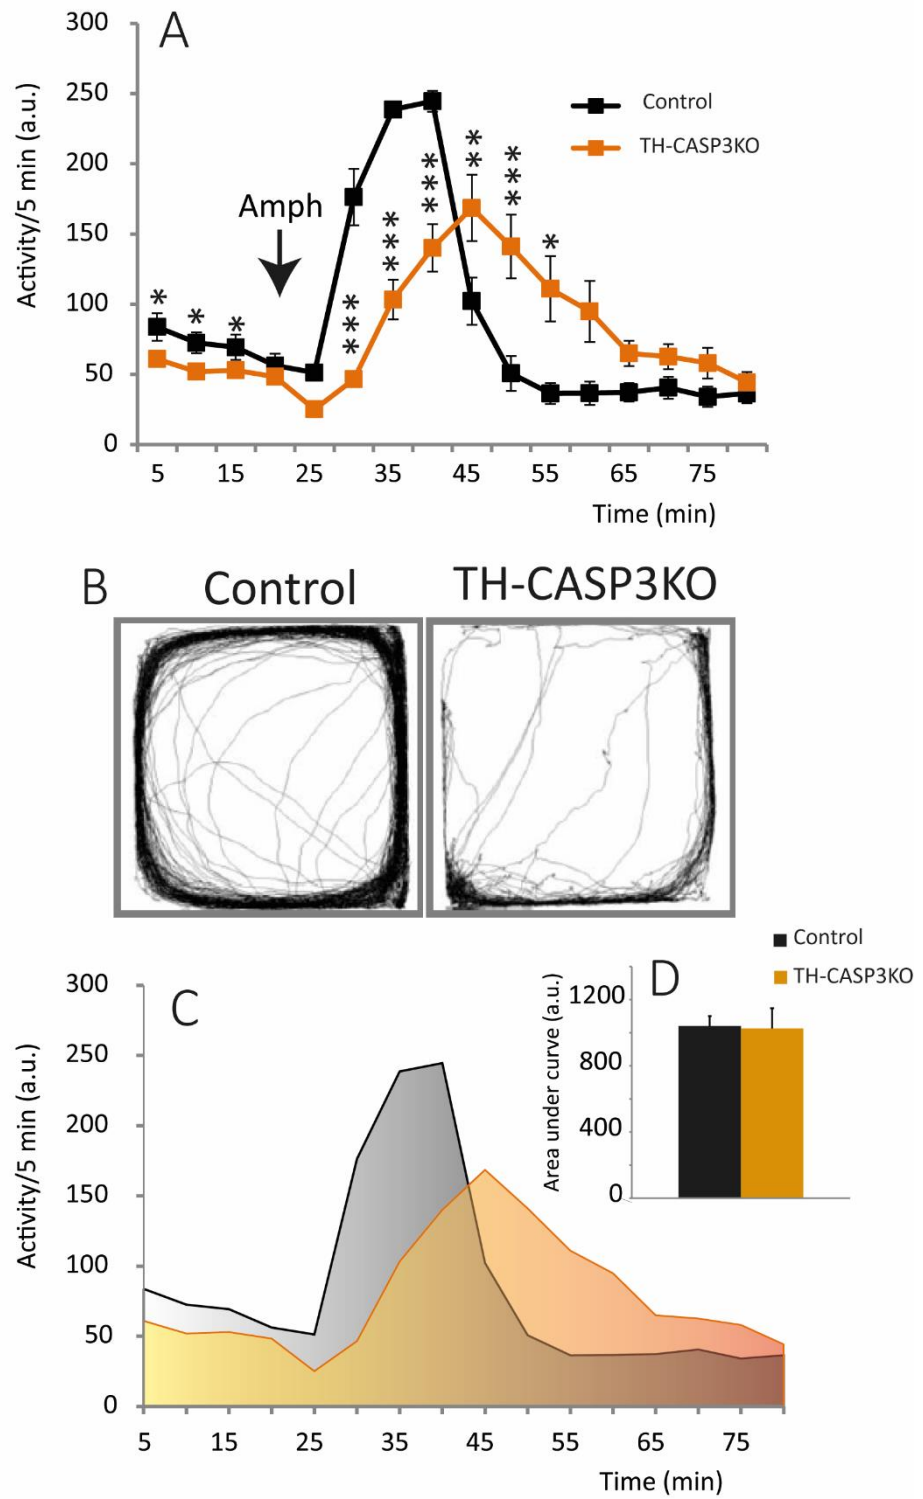 A
300
250
200
150
100
50
0
Activity/5 min (a.u.)
Control
TH-CASP3KO
Amph
*
*
*
***
***
***
**
***
*
5 15 25 35 45 55 65 75
Time (min)
B Control TH-CASP3KO
C
300
250
200
150
100
50
0
Activity/5 min (a.u.)
5 15 25 35 45 55 65 75
Time (min)
D
Control
TH-CASP3KO
1200
800
400
0
Area under curve (a.u.)